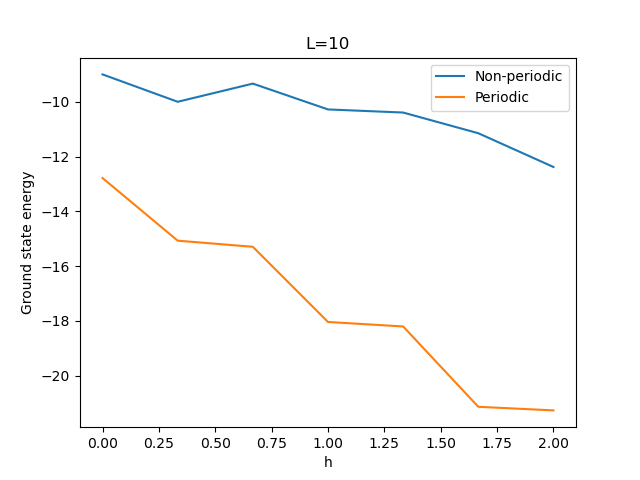 L=10
Non-periodic
Periodic
Ground state energy
−10
−12
−14
−16
−18
−20
0.00 0.25 0.50 0.75 1.00 1.25 1.50 1.75 2.00
h